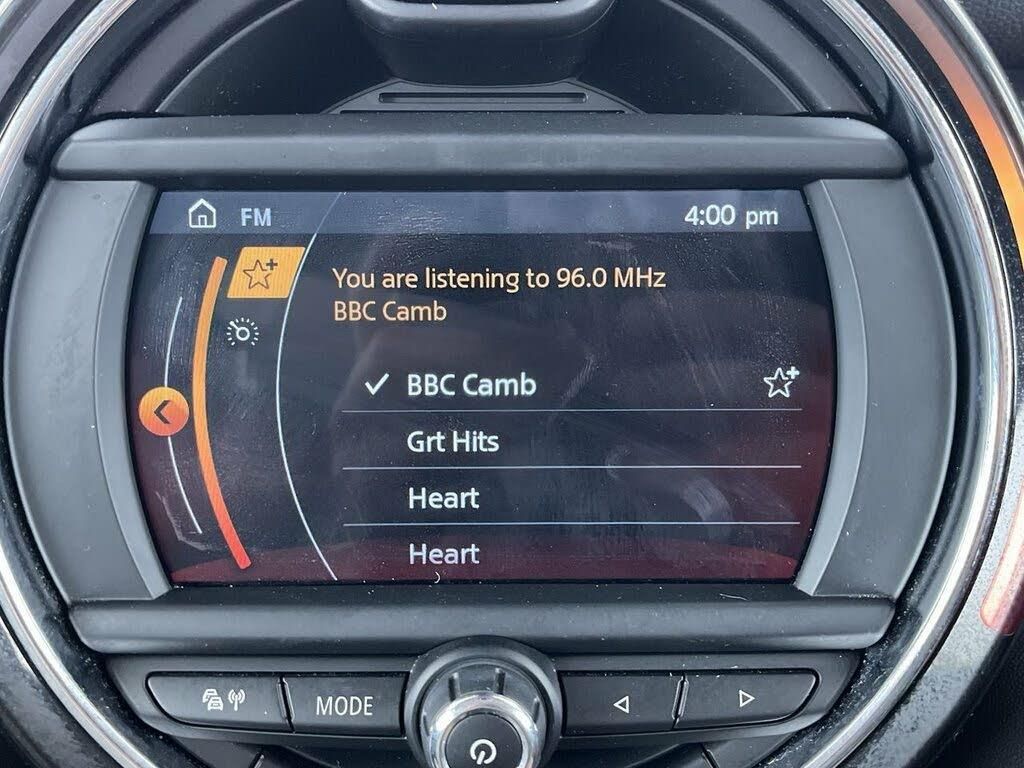 FM
4:00 pm
You are listening to 96.0 MHz
BBC Camb
BBC Camb
Grt Hits
Heart
Heart
MODE